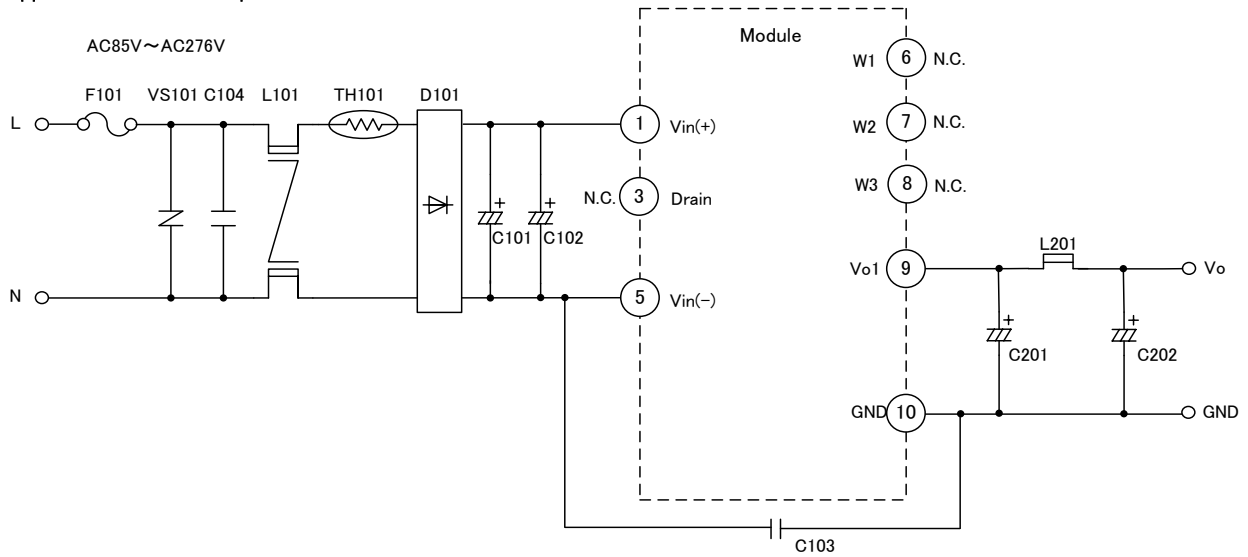 AC85V～AC276V
F101 VS101 C104 L101 TH101 D101
Module
W1 6 N.C.
W2 7 N.C.
W3 8 N.C.
L
1 Vin(+)
N.C. 3 Drain
+ C101
+ C102
N
5 Vin(-)
Vo1 9
L201
Vo
+ C201
+ C202
GND 10
GND
C103